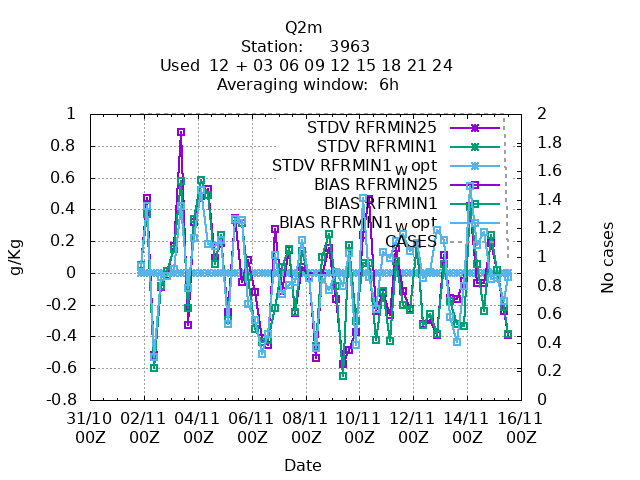 Q2m
Station: 3963
Used 12 + 03 06 09 12 15 18 21 24
Averaging window: 6h
STDV RFRMIN25
STDV RFRMIN1
STDV RFRMIN1w opt
BIAS RFRMIN25
BIAS RFRMIN1
BIAS RFRMIN1w opt
CASES
1
0.8
0.6
0.4
0.2
0
-0.2
-0.4
-0.6
-0.8
g/Kg
2
1.8
1.6
1.4
1.2
1
0.8
0.6
0.4
0.2
0
No cases
31/10 02/11 04/11 06/11 08/11 10/11 12/11 14/11 16/11
00Z 00Z 00Z 00Z 00Z 00Z 00Z 00Z 00Z
Date